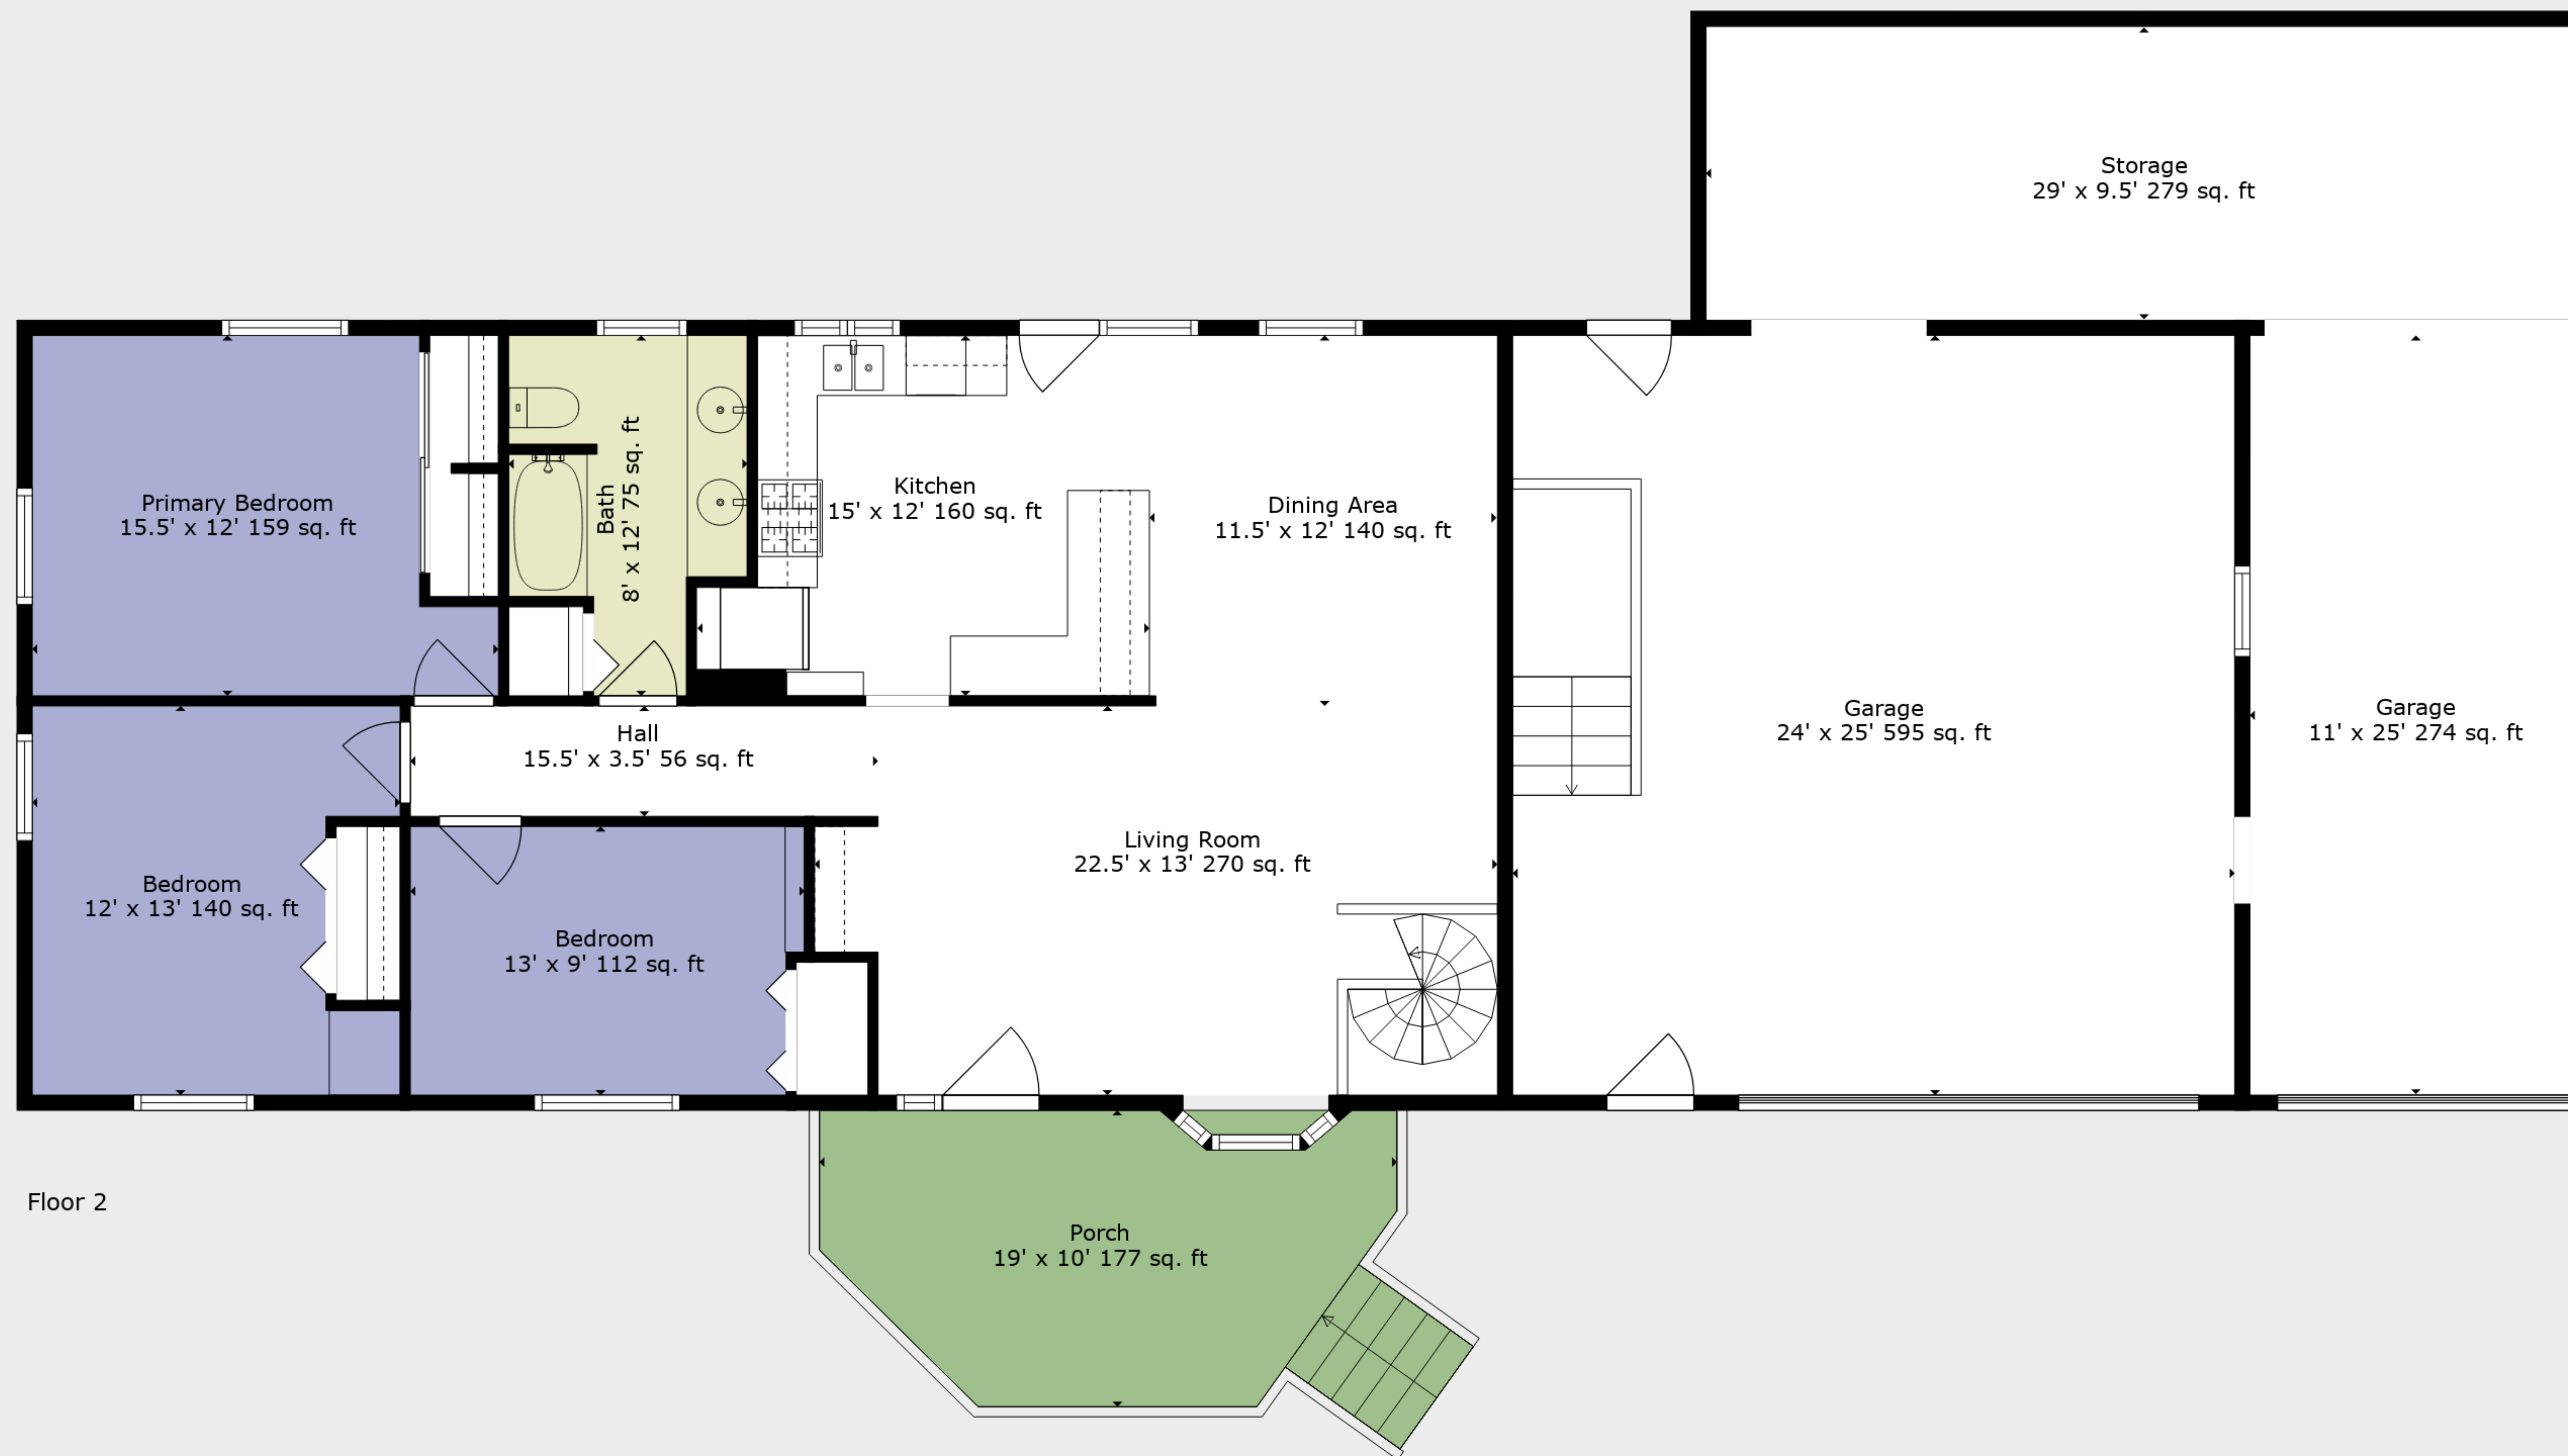 Storage
29' x 9.5' 279 sq. ft
Primary Bedroom
15.5' x 12' 159 sq. ft
Bath
8' x 12' 75 sq. ft
Kitchen
15' x 12' 160 sq. ft
Dining Area
11.5' x 12' 140 sq. ft
Hall
15.5' x 3.5' 56 sq. ft
Garage
24' x 25' 595 sq. ft
Garage
11' x 25' 274 sq. ft
Living Room
22.5' x 13' 270 sq. ft
Bedroom
12' x 13' 140 sq. ft
Bedroom
13' x 9' 112 sq. ft
Floor 2
Porch
19' x 10' 177 sq. ft